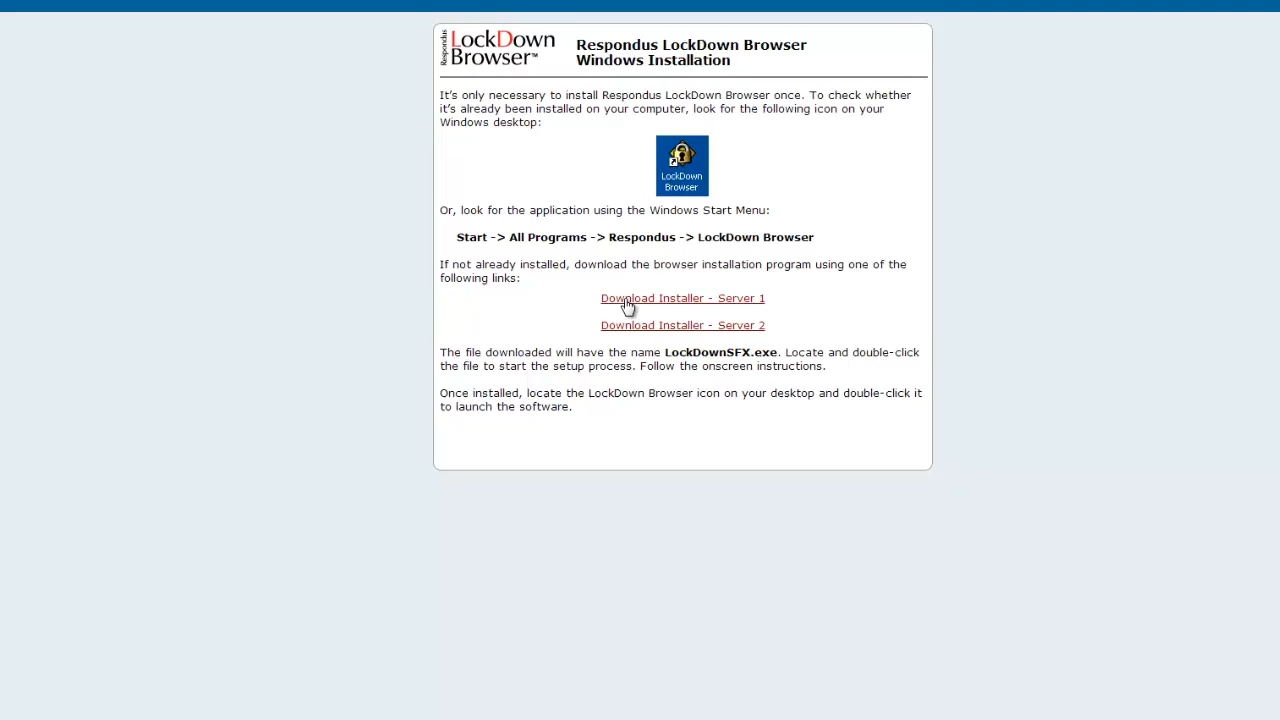 Respondus
LockDown
Browser™
Respondus LockDown Browser
Windows Installation
It's only necessary to install Respondus LockDown Browser once. To check whether
it's already been installed on your computer, look for the following icon on your
Windows desktop:
LockDown
Browser
Or, look for the application using the Windows Start Menu:
Start -> All Programs -> Respondus -> LockDown Browser
If not already installed, download the browser installation program using one of the
following links:
Download Installer - Server 1
Download Installer - Server 2
The file downloaded will have the name LockDownSFX.exe. Locate and double-click
the file to start the setup process. Follow the onscreen instructions.
Once installed, locate the LockDown Browser icon on your desktop and double-click it
to launch the software.